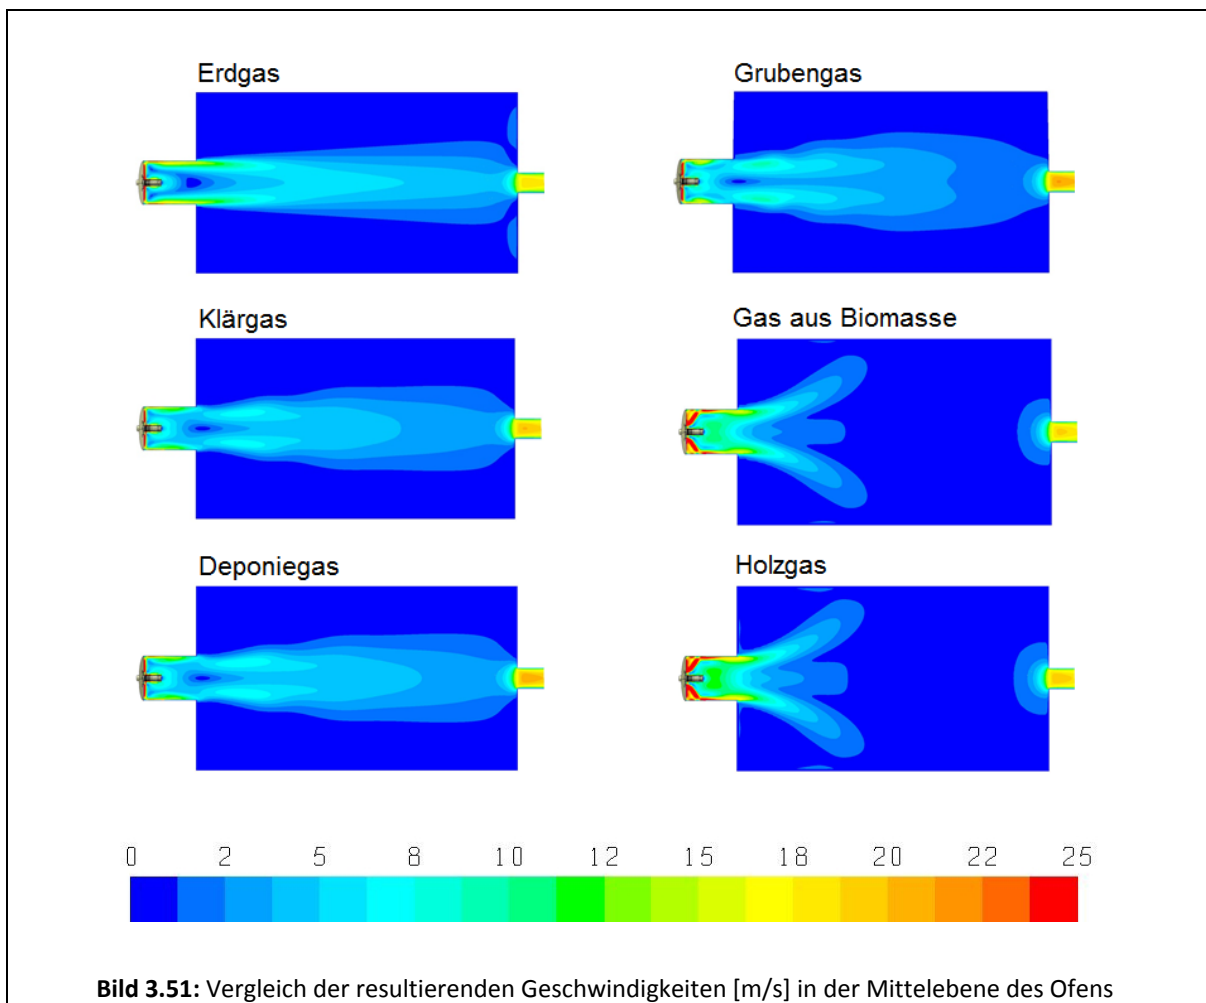 Erdgas
Grubengas
Klärgas
Gas aus Biomasse
Deponiegas
Holzgas
0 2 5 8 10 12 15 18 20 22 25
Bild 3.51: Vergleich der resultierenden Geschwindigkeiten [m/s] in der Mittelebene des Ofens